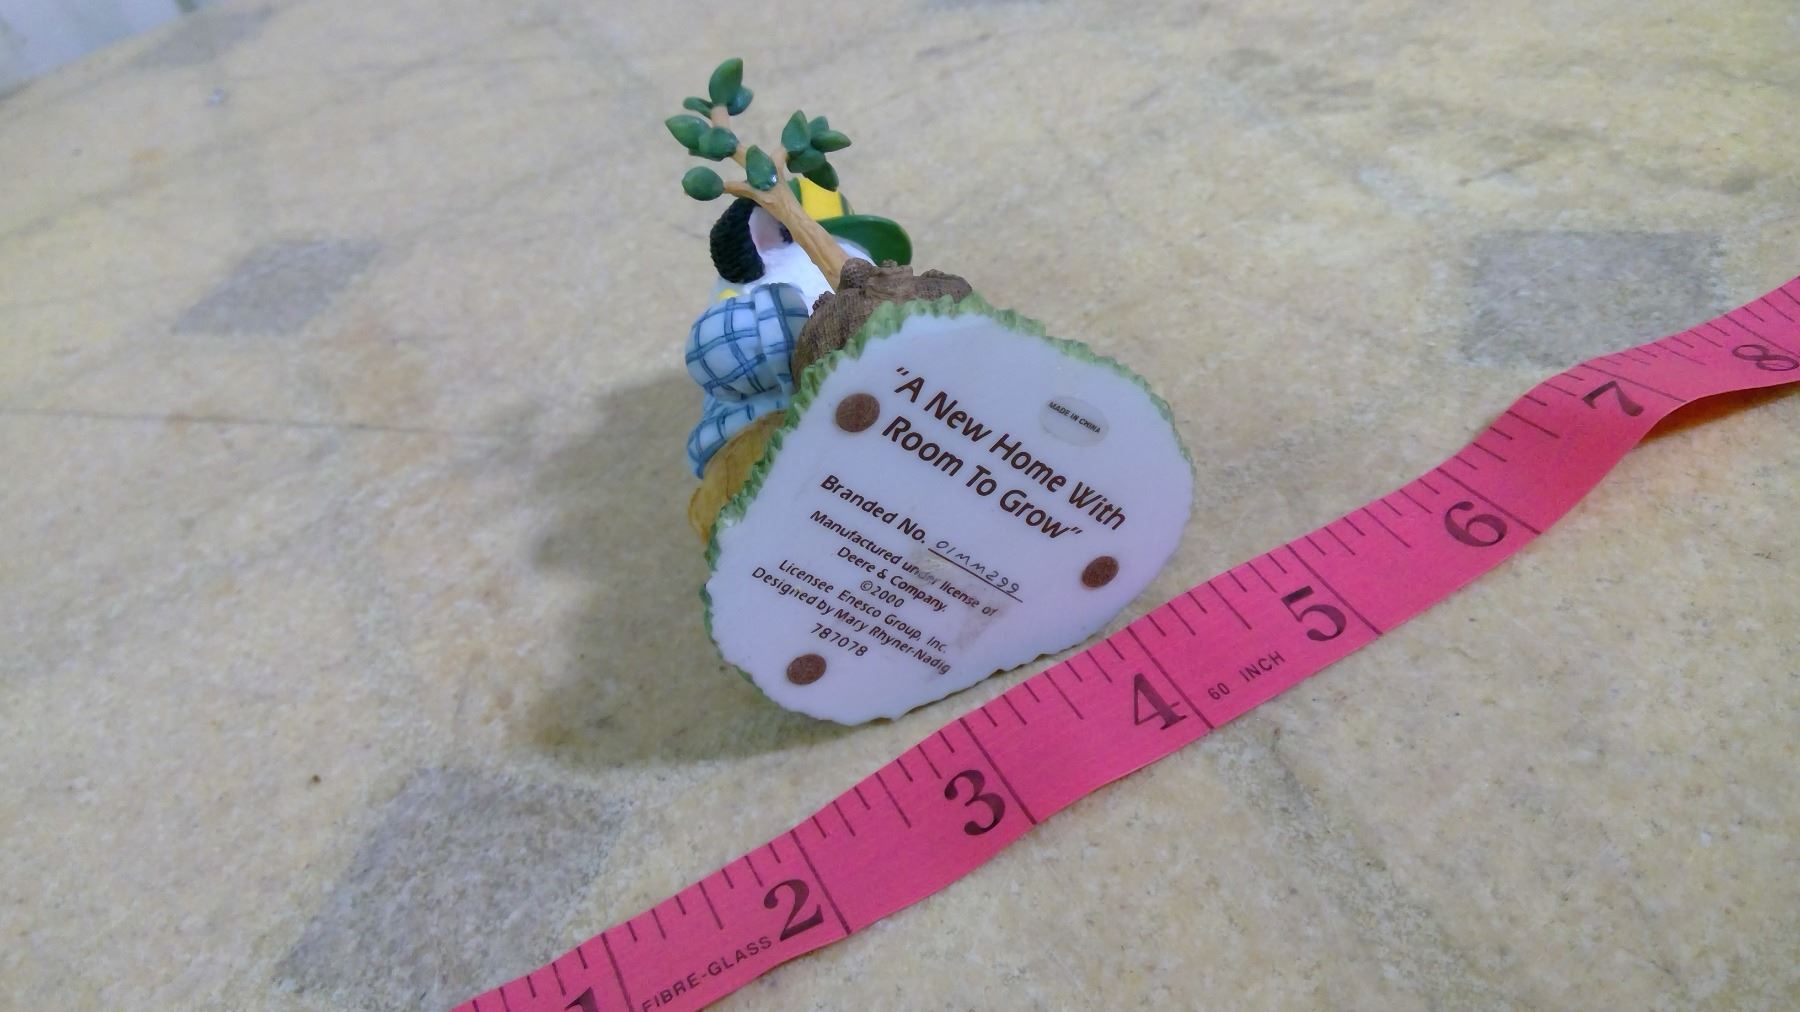 "A New Home With
Room To Grow"
MADE IN CHINA
Branded No. 01MM299
Manufactured under license of
Deere & Company.
©2000
Licensee Enesco Group, Inc.
Designed by Mary Rhyner-Nadig
787078
1
FIBRE-GLASS
2
3
4
60 INCH
5
6
7
8